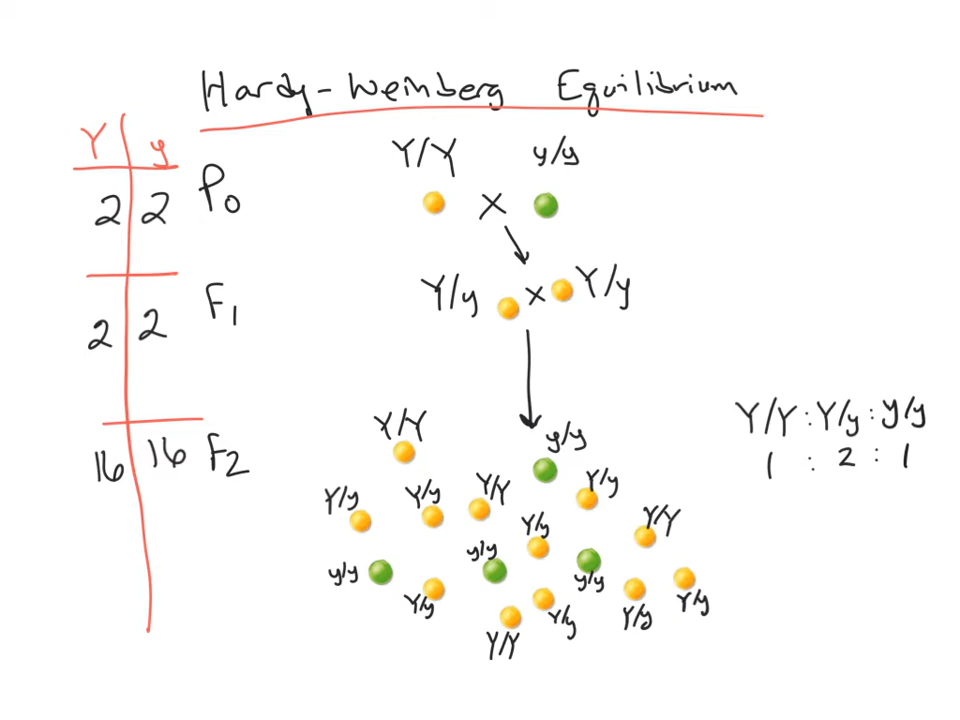 Hardy-Weinberg Equilibrium
Y y
Y/Y y/y
2 2 P0
X
Y/y x Y/y
2 2 F1
Y/Y : Y/y : y/y
1 : 2 : 1
Y/Y
y/y
16 16 F2
Y/y Y/y Y/Y Y/y
Y/y Y/Y
y/y y/y y/y
Y/y Y/y Y/y Y/y
Y/Y